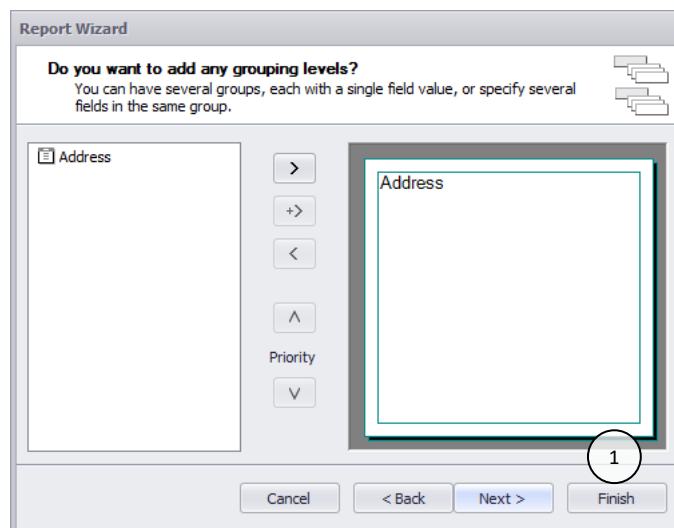 Report Wizard
Do you want to add any grouping levels?
You can have several groups, each with a single field value, or specify several
fields in the same group.
Address
>
+>
<
Priority
Address
1
Cancel
< Back
Next >
Finish